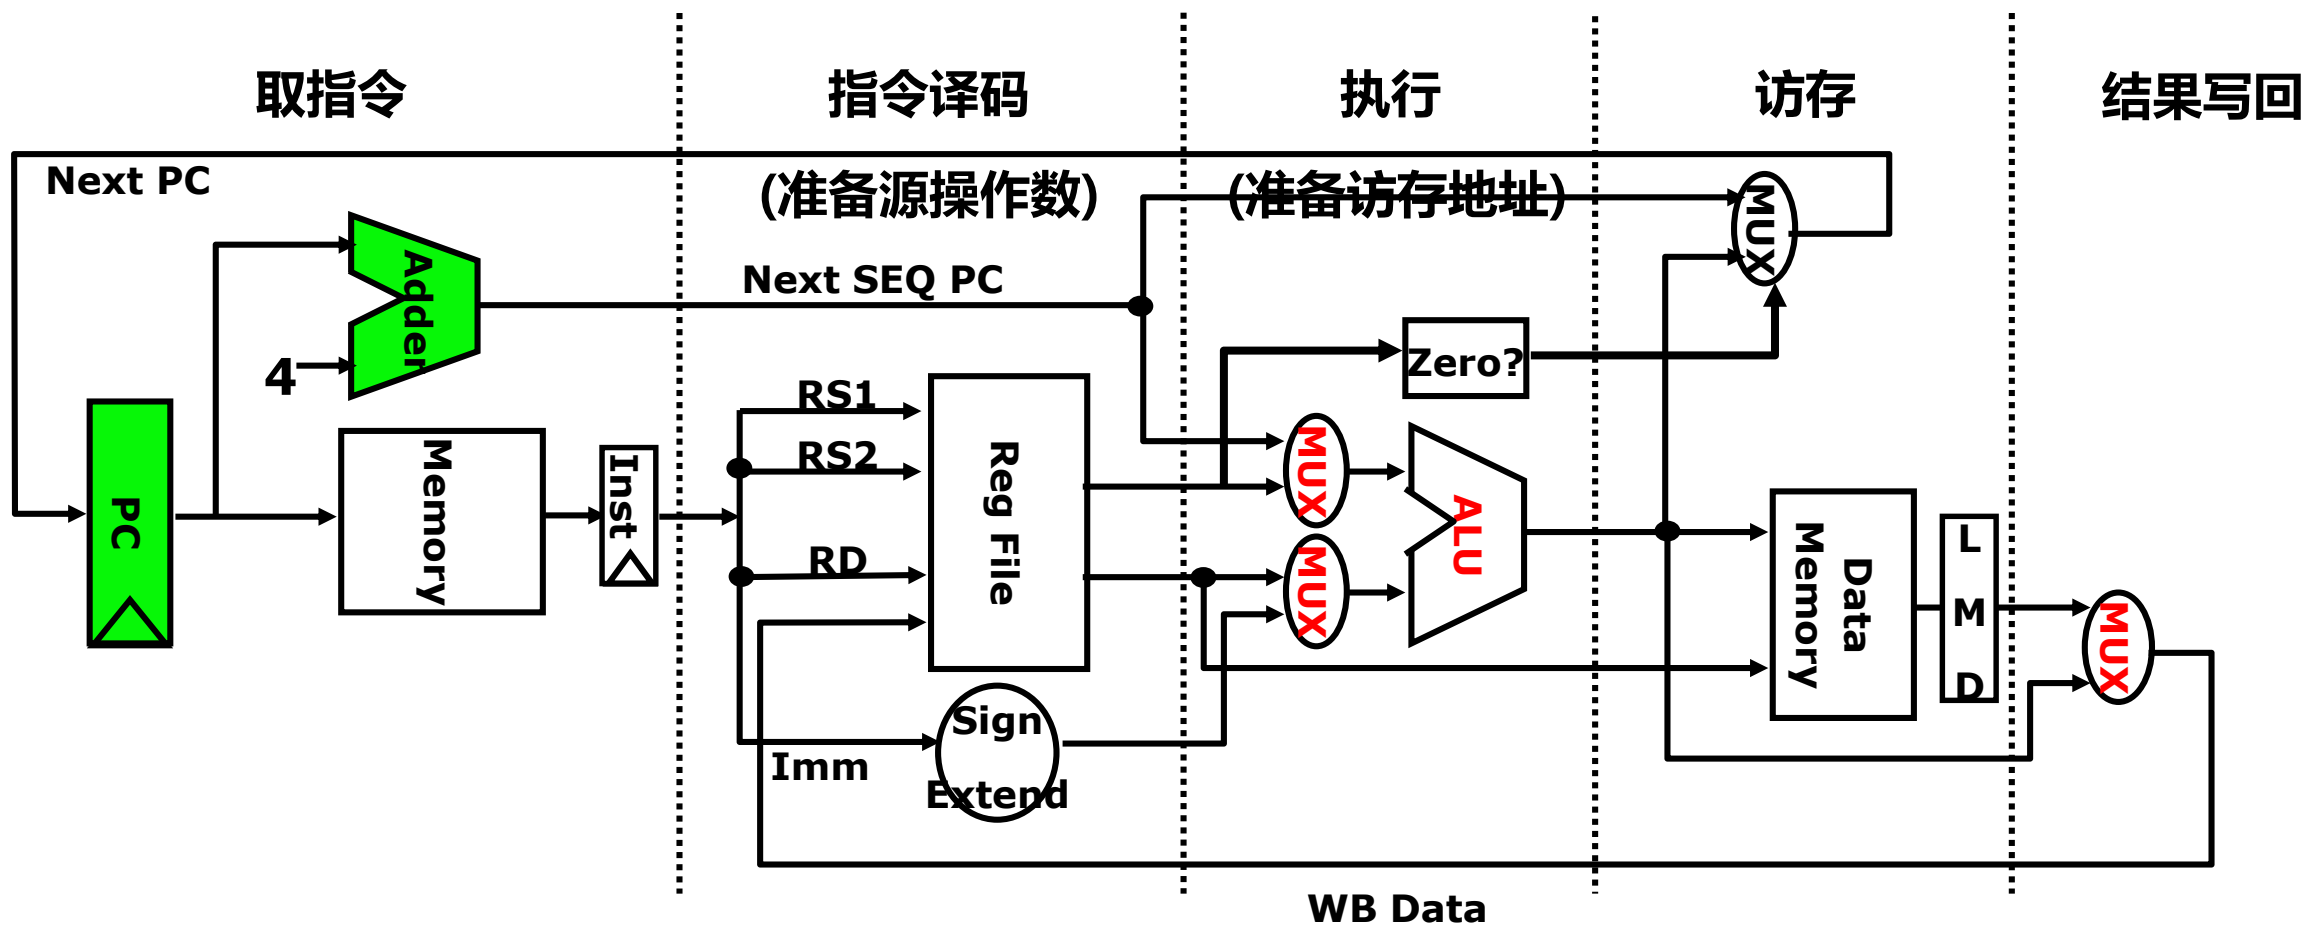 取指令
指令译码
执行
访存
结果写回
Next PC
(准备源操作数)
(准备访存地址)
MUX
Adder
Next SEQ PC
4
Zero?
RS1
RS2
RD
PC
Memory
Inst
Reg File
MUX
MUX
ALU
Data
Memory
L
M
D
MUX
Sign
Extend
Imm
WB Data